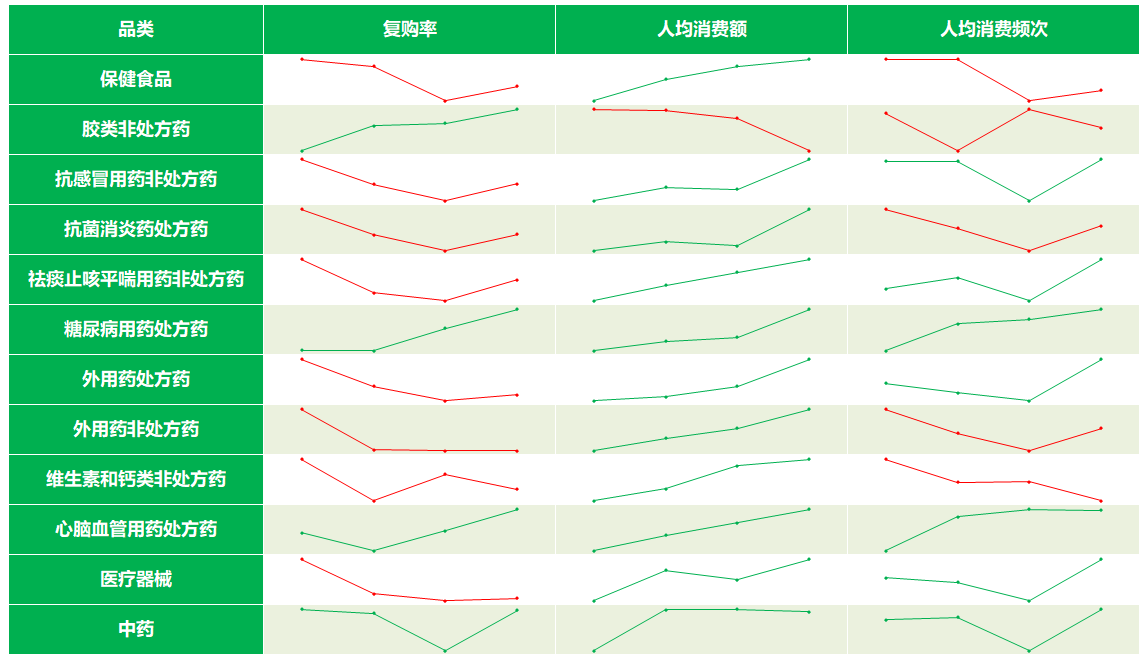 品类 复购率 人均消费额 人均消费频次
保健食品
胶类非处方药
抗感冒用药非处方药
抗菌消炎药处方药
祛痰止咳平喘用药非处方药
糖尿病用药处方药
外用药处方药
外用药非处方药
维生素和钙类非处方药
心脑血管用药处方药
医疗器械
中药